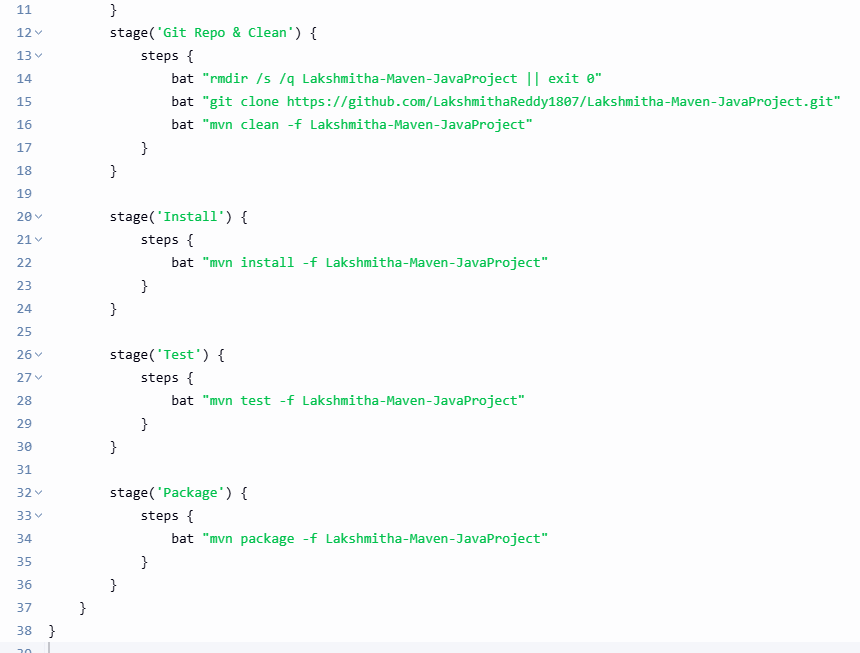 11         }
12         stage('Git Repo & Clean') {
13             steps {
14                 bat "rmdir /s /q Lakshmitha-Maven-JavaProject || exit 0"
15                 bat "git clone https://github.com/LakshmithaReddy1807/Lakshmitha-Maven-JavaProject.git"
16                 bat "mvn clean -f Lakshmitha-Maven-JavaProject"
17             }
18         }
19
20         stage('Install') {
21             steps {
22                 bat "mvn install -f Lakshmitha-Maven-JavaProject"
23             }
24         }
25
26         stage('Test') {
27             steps {
28                 bat "mvn test -f Lakshmitha-Maven-JavaProject"
29             }
30         }
31
32         stage('Package') {
33             steps {
34                 bat "mvn package -f Lakshmitha-Maven-JavaProject"
35             }
36         }
37     }
38 }
39